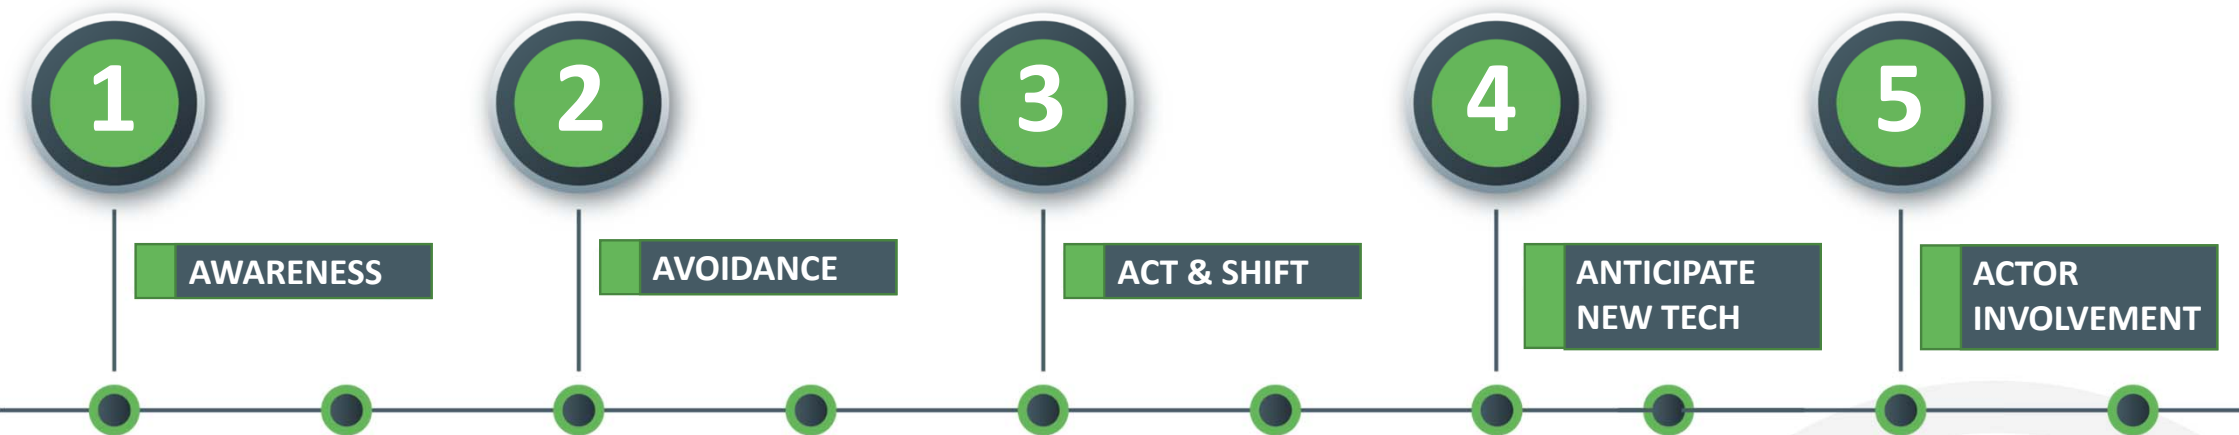 1
2
3
4
5
AWARENESS
AVOIDANCE
ACT & SHIFT
ANTICIPATE
NEW TECH
ACTOR
INVOLVEMENT